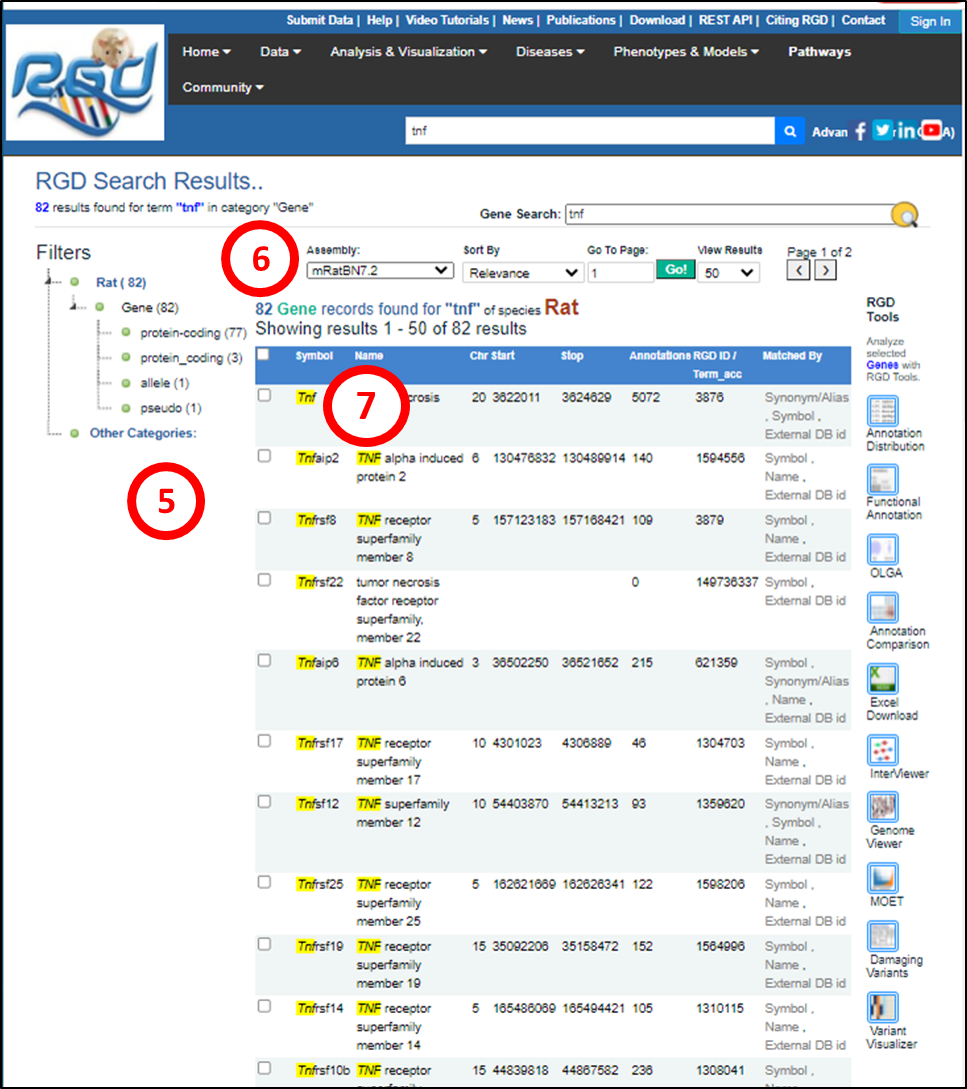 Submit Data | Help | Video Tutorials | News | Publications | Download | REST API | Citing RGD | Contact Sign In
RGD
Home Data Analysis & Visualization Diseases Phenotypes & Models Pathways
Community
tnf Advan A)
RGD Search Results..
82 results found for term "tnf" in category "Gene"
Gene Search: tnf
Filters
Rat ( 82)
Gene (82)
protein-coding (77)
protein_coding (3)
allele (1)
pseudo (1)
Other Categories:
5
6
Assembly: Sort By Go To Page: View Results Page 1 of 2
mRatBN7.2 Relevance 1 Go! 50 < >
82 Gene records found for "tnf" of species Rat
Showing results 1 - 50 of 82 results
Symbol Name Chr Start Stop Annotations RGD ID / Matched By
Term_acc
7
Tnf crosis 20 3622011 3624629 5072 3876 Synonym/Alias
, Symbol ,
External DB id
Tnfaip2 TNF alpha induced 6 130476832 130489914 140 1594556 Symbol ,
protein 2 Name ,
External DB id
Tnfrsf8 TNF receptor 5 157123183 157168421 109 3879 Symbol ,
superfamily Name ,
member 8 External DB id
Tnfrsf22 tumor necrosis 0 149736337 Symbol ,
factor receptor External DB id
superfamily,
member 22
Tnfaip6 TNF alpha induced 3 36502250 36521652 215 621359 Symbol ,
protein 6 Synonym/Alias
, Name ,
External DB id
Tnfrsf17 TNF receptor 10 4301023 4306889 46 1304703 Symbol ,
superfamily Name ,
member 17 External DB id
Tnfsf12 TNF superfamily 10 54403870 54413213 93 1359620 Synonym/Alias
member 12 , Symbol ,
Name ,
External DB id
Tnfrsf25 TNF receptor 5 162621669 162626341 122 1598206 Symbol ,
superfamily Name ,
member 25 External DB id
Tnfrsf19 TNF receptor 15 35092206 35158472 152 1564996 Symbol ,
superfamily Name ,
member 19 External DB id
Tnfrsf14 TNF receptor 5 165486069 165494421 105 1310115 Symbol ,
superfamily Name ,
member 14 External DB id
Tnfrsf10b TNF receptor 15 44839818 44867582 236 1308041 Symbol ,
RGD
Tools
Analyze
selected
Genes with
RGD Tools.
Annotation
Distribution
Functional
Annotation
OLGA
Annotation
Comparison
Excel
Download
InterViewer
Genome
Viewer
MOET
Damaging
Variants
Variant
Visualizer